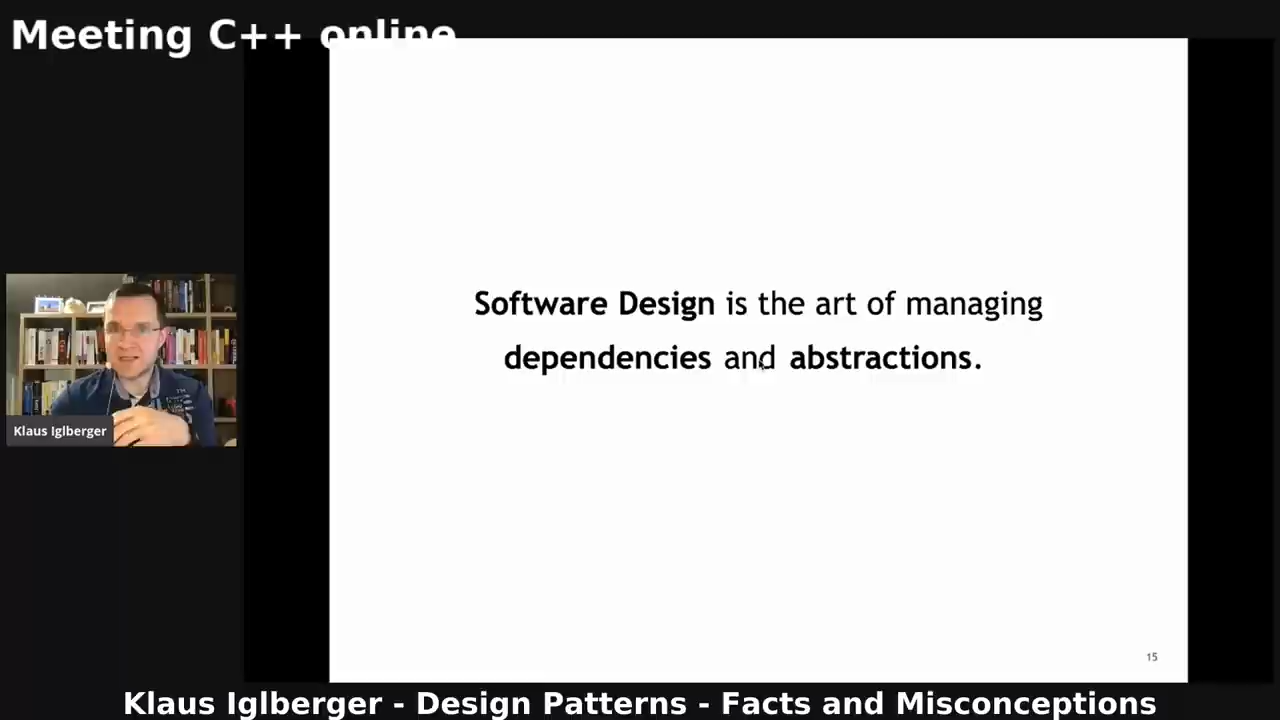 Meeting C++ online
Software Design is the art of managing
dependencies and abstractions.
Klaus Iglberger
15
Klaus Iglberger - Design Patterns - Facts and Misconceptions